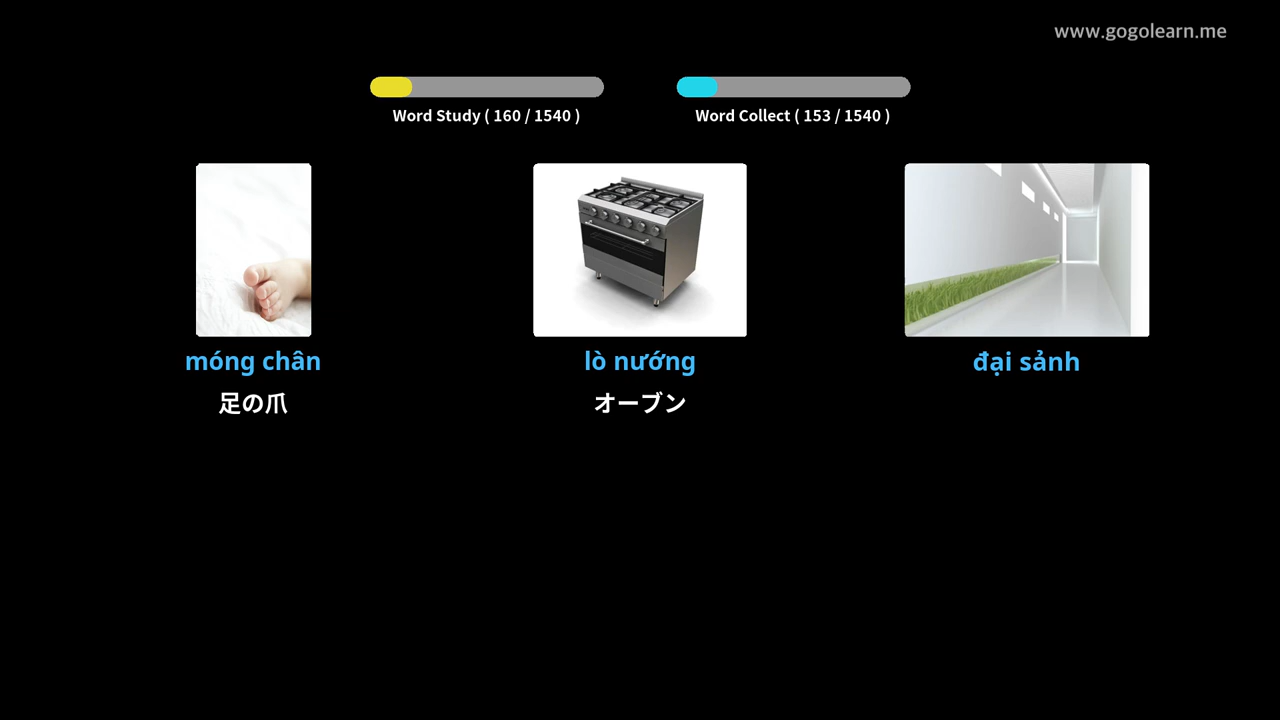 www.gogolearn.me
Word Study ( 160 / 1540 )
Word Collect ( 153 / 1540 )
móng chân
lò nướng
đại sảnh
足の爪
オーブン